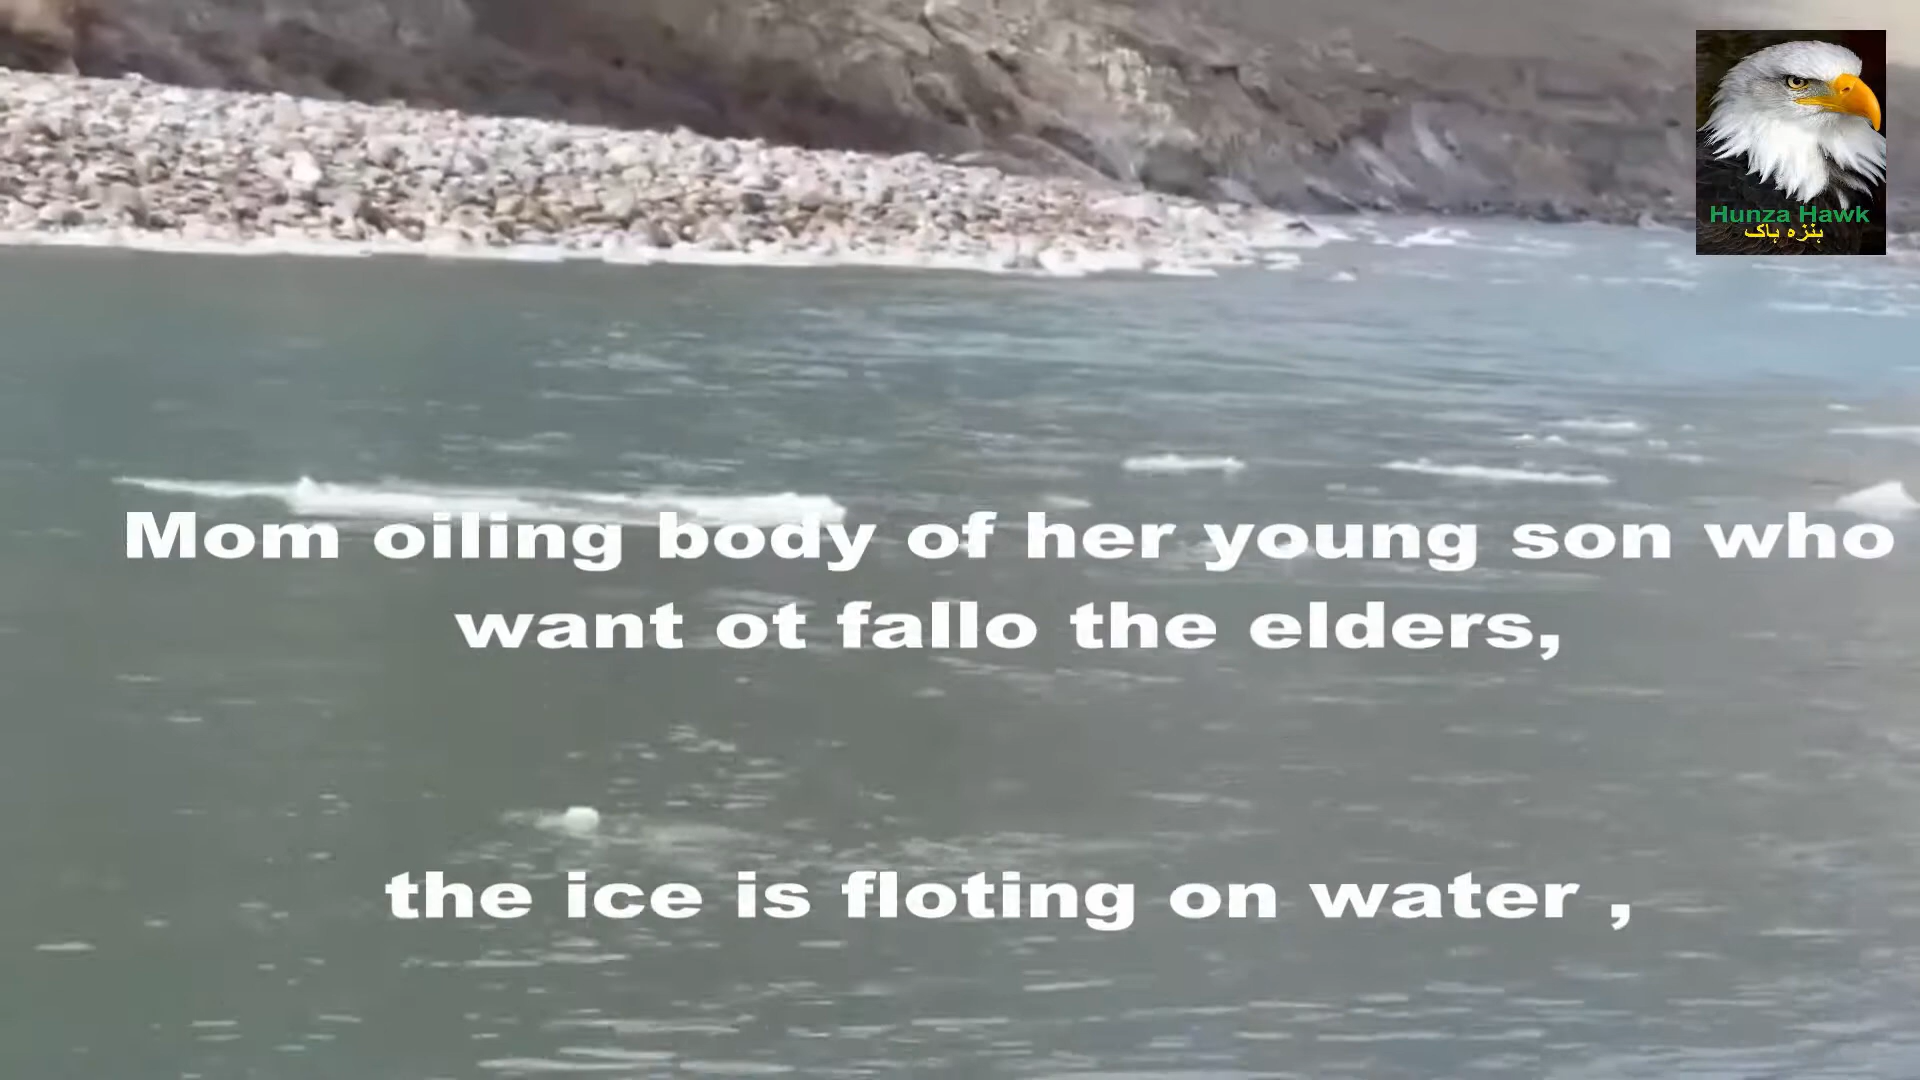 Hunza Hawk
ہنزہ ہاک
Mom oiling body of her young son who
want ot fallo the elders,
the ice is floting on water ,